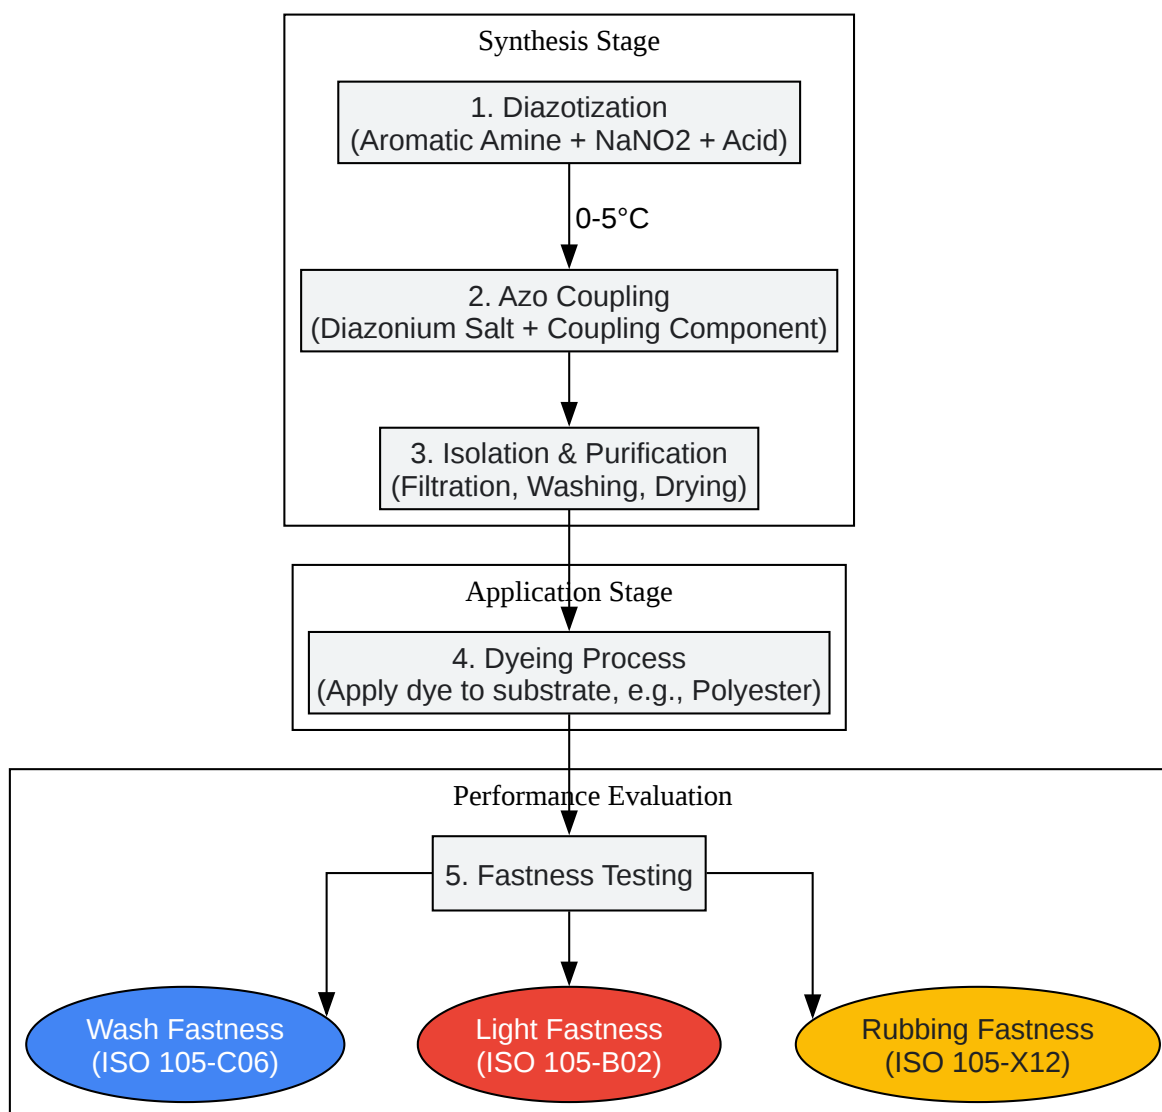 Synthesis Stage
1. Diazotization
(Aromatic Amine + NaNO2 + Acid)
0-5°C
2. Azo Coupling
(Diazonium Salt + Coupling Component)
3. Isolation & Purification
(Filtration, Washing, Drying)
Application Stage
4. Dyeing Process
(Apply dye to substrate, e.g., Polyester)
Performance Evaluation
5. Fastness Testing
Wash Fastness
(ISO 105-C06)
Light Fastness
(ISO 105-B02)
Rubbing Fastness
(ISO 105-X12)